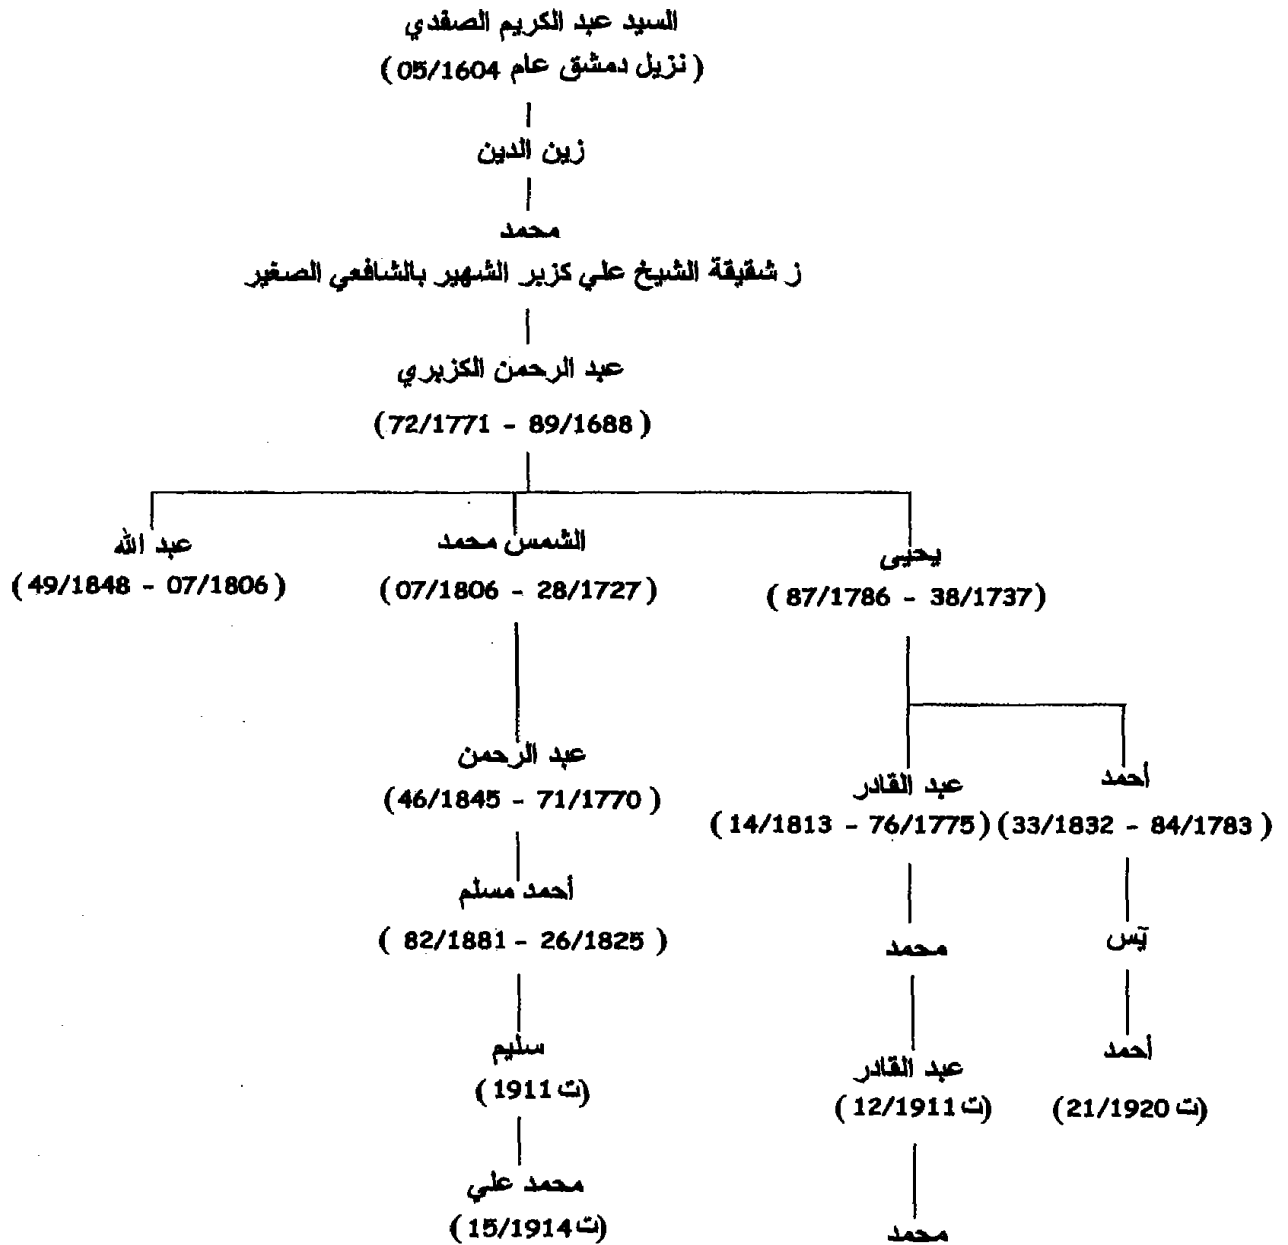 السيد عبد الكريم الصفدي
( نزيل دمشق عام 05/1604)
زين الدين
محمد
ز شقيقة الشيخ علي كزبر الشهير بالشافعي الصغير
عبد الرحمن الكزبري
(72/1771 - 89/1688)
يحيى
(87/1786 - 38/1737)
الشمس محمد
(07/1806 - 28/1727)
عبد الله
(49/1848 - 07/1806)
أحمد
(33/1832 - 84/1783)
عبد القادر
(14/1813 - 76/1775)
عبد الرحمن
(46/1845 - 71/1770)
يٓس
محمد
أحمد مسلم
(82/1881 - 26/1825)
أحمد
(ت 21/1920)
عبد القادر
(ت 12/1911)
سليم
(ت 1911)
محمد
محمد علي
(ت 15/1914)